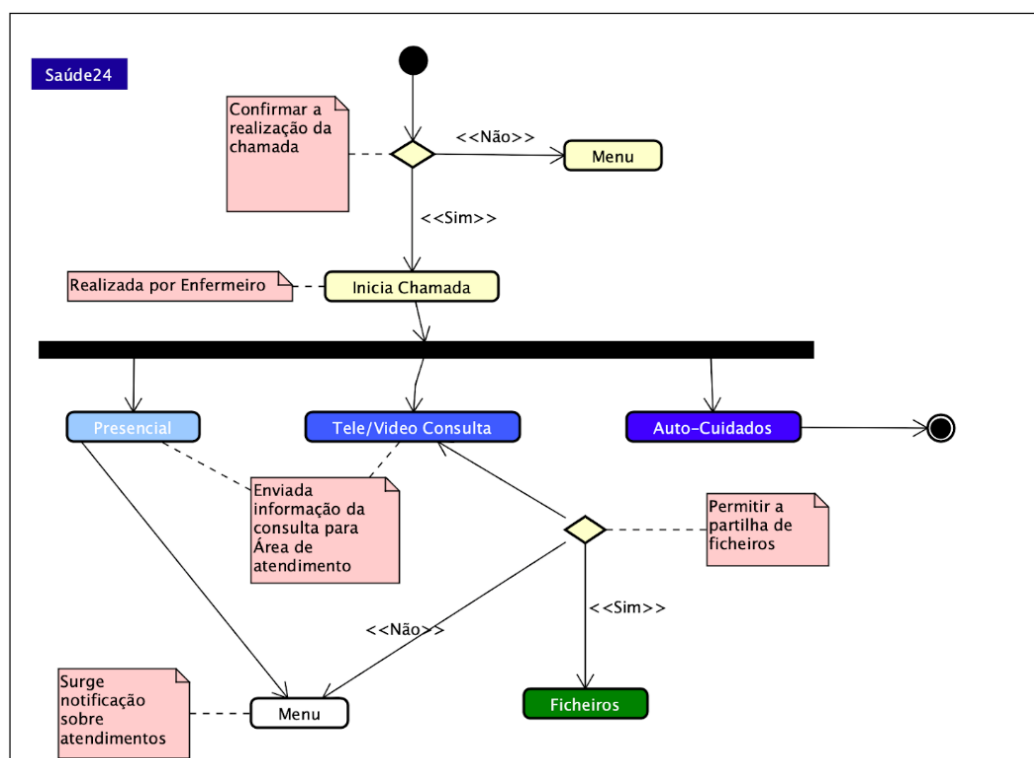 Saúde24
Confirmar a
realização da
chamada
<<Não>>
Menu
<<Sim>>
Realizada por Enfermeiro
Inicia Chamada
Presencial
Tele/Video Consulta
Auto-Cuidados
Enviada
informação da
consulta para
Área de
atendimento
Permitir a
partilha de
ficheiros
<<Não>>
<<Sim>>
Surge
notificação
sobre
atendimentos
Menu
Ficheiros